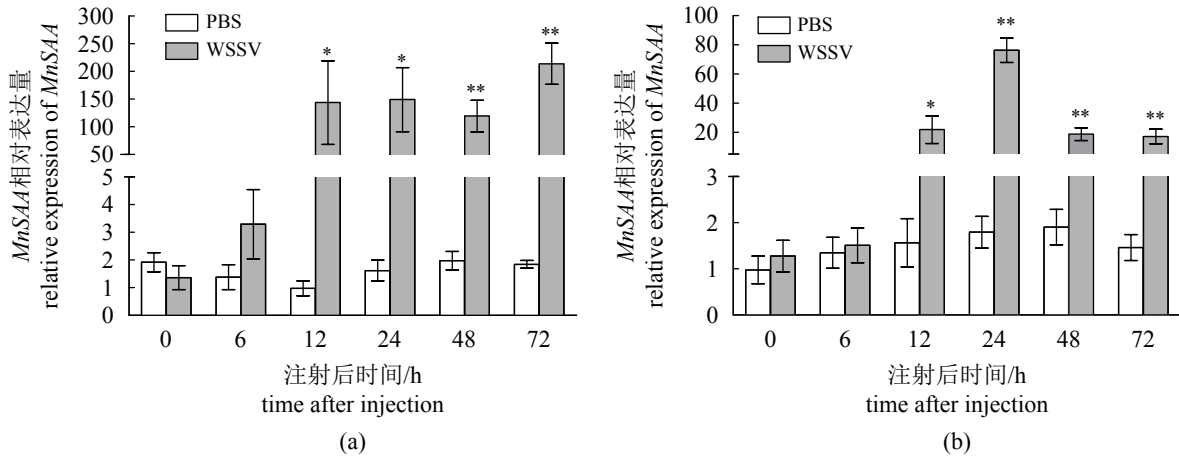 MnSAA相对表达量
relative expression of MnSAA
300
250
200
150
100
50
5
4
3
2
1
0
PBS
WSSV
*
*
**
**
0 6 12 24 48 72
注射后时间/h
time after injection
(a)
MnSAA相对表达量
relative expression of MnSAA
100
80
60
40
20
3
2
1
0
PBS
WSSV
*
**
**
**
0 6 12 24 48 72
注射后时间/h
time after injection
(b)